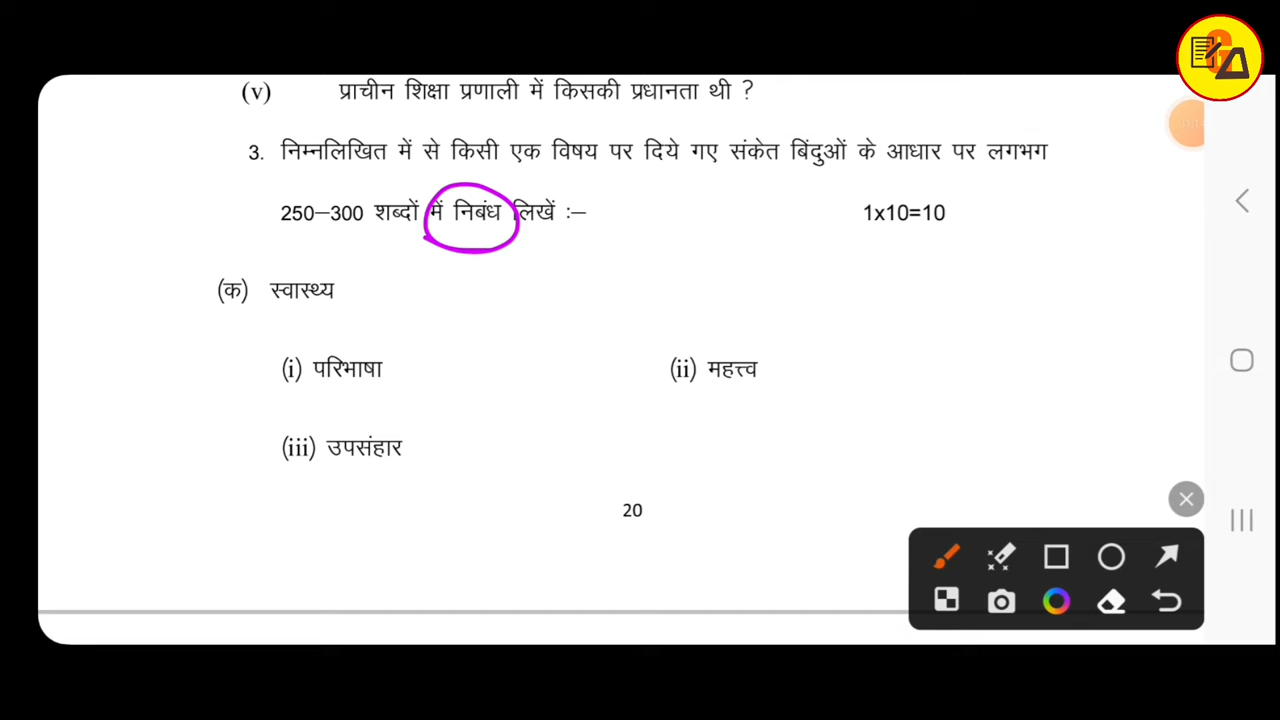 (v) प्राचीन शिक्षा प्रणाली में किसकी प्रधानता थी ?
3. निम्नलिखित में से किसी एक विषय पर दिये गए संकेत बिंदुओं के आधार पर लगभग
250–300 शब्दों में निबंध लिखें :– 1x10=10
(क) स्वास्थ्य
(i) परिभाषा (ii) महत्त्व
(iii) उपसंहार
20